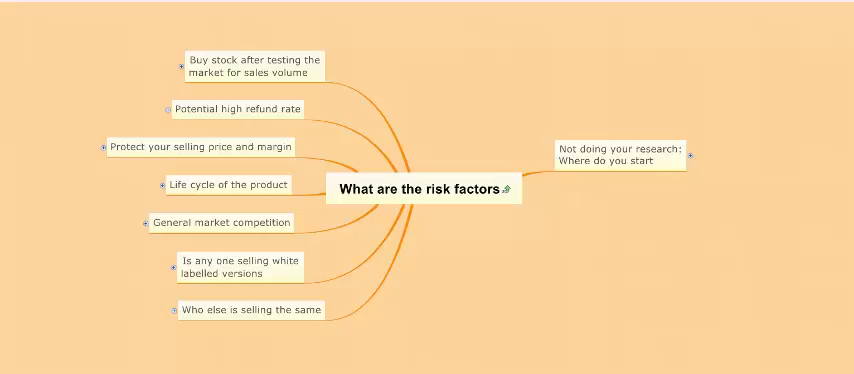 Buy stock after testing the
market for sales volume
Potential high refund rate
Protect your selling price and margin
Life cycle of the product
General market competition
Is any one selling white
labelled versions
Who else is selling the same
What are the risk factors
Not doing your research:
Where do you start